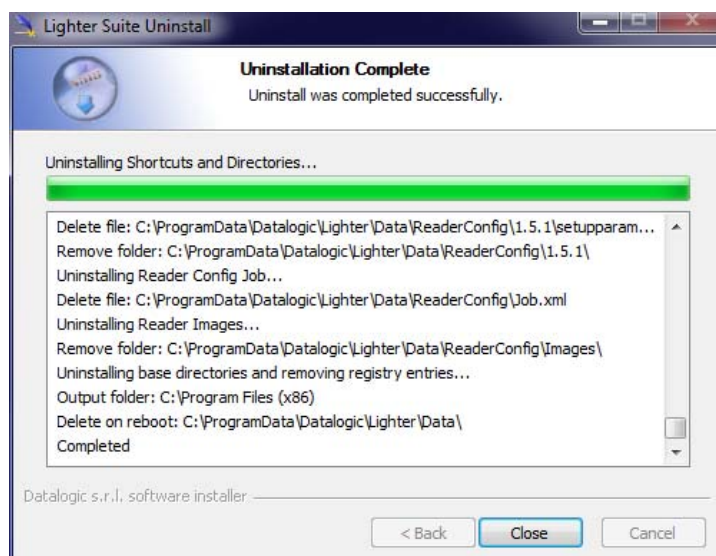 Lighter Suite Uninstall
Uninstallation Complete
Uninstall was completed successfully.
Uninstalling Shortcuts and Directories...
Delete file: C:\ProgramData\Datalogic\Lighter\Data\ReaderConfig\1.5.1\setupparam...
Remove folder: C:\ProgramData\Datalogic\Lighter\Data\ReaderConfig\1.5.1\
Uninstalling Reader Config Job...
Delete file: C:\ProgramData\Datalogic\Lighter\Data\ReaderConfig\Job.xml
Uninstalling Reader Images...
Remove folder: C:\ProgramData\Datalogic\Lighter\Data\ReaderConfig\Images\
Uninstalling base directories and removing registry entries...
Output folder: C:\Program Files (x86)
Delete on reboot: C:\ProgramData\Datalogic\Lighter\Data\
Completed
Datalogic s.r.l. software installer
< Back Close Cancel